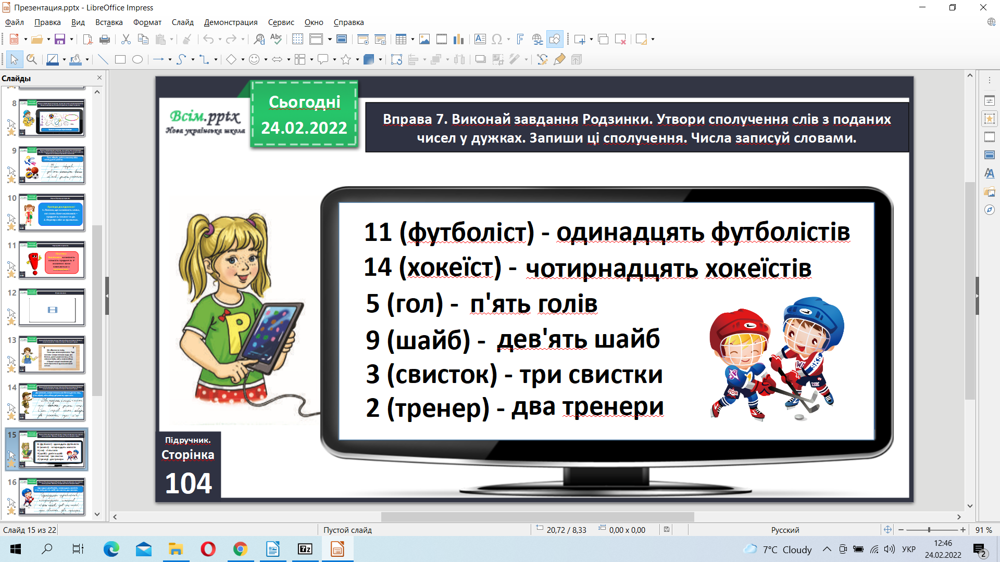 Презентация.pptx - LibreOffice Impress
Файл Правка Вид Вставка Формат Слайд Демонстрация Сервис Окно Справка
Слайды
8
9
10
11
12
13
14
15
16
Всім.pptx
Нова українська школа
Сьогодні
24.02.2022
Вправа 7. Виконай завдання Родзинки. Утвори сполучення слів з поданих
чисел у дужках. Запиши ці сполучення. Числа записуй словами.
11 (футболіст) - одинадцять футболістів
14 (хокеїст) - чотирнадцять хокеїстів
5 (гол) - п'ять голів
9 (шайб) - дев'ять шайб
3 (свисток) - три свистки
2 (тренер) - два тренери
Підручник.
Сторінка
104
Слайд 15 из 22
Пустой слайд
20,72 / 8,33
0,00 x 0,00
Русский
91 %
7°C Cloudy
УКР
12:46
24.02.2022
2